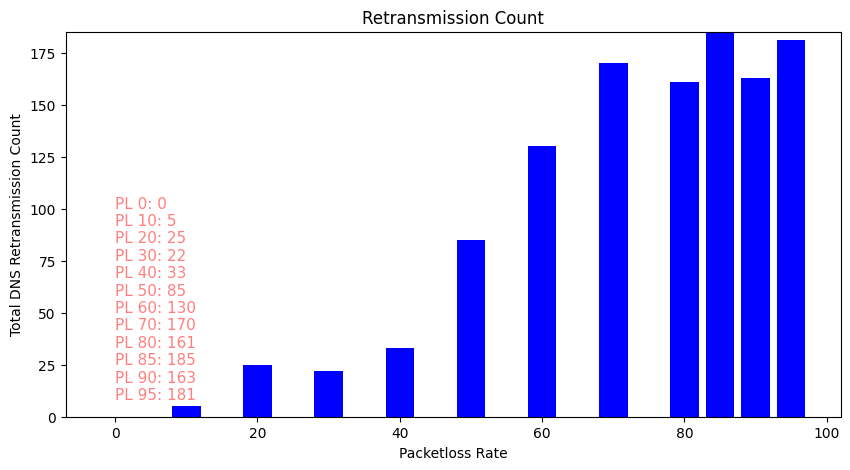 Retransmission Count
Total DNS Retransmission Count
175
150
125
100
75
50
25
0
PL 0: 0
PL 10: 5
PL 20: 25
PL 30: 22
PL 40: 33
PL 50: 85
PL 60: 130
PL 70: 170
PL 80: 161
PL 85: 185
PL 90: 163
PL 95: 181
0 20 40 60 80 100
Packetloss Rate